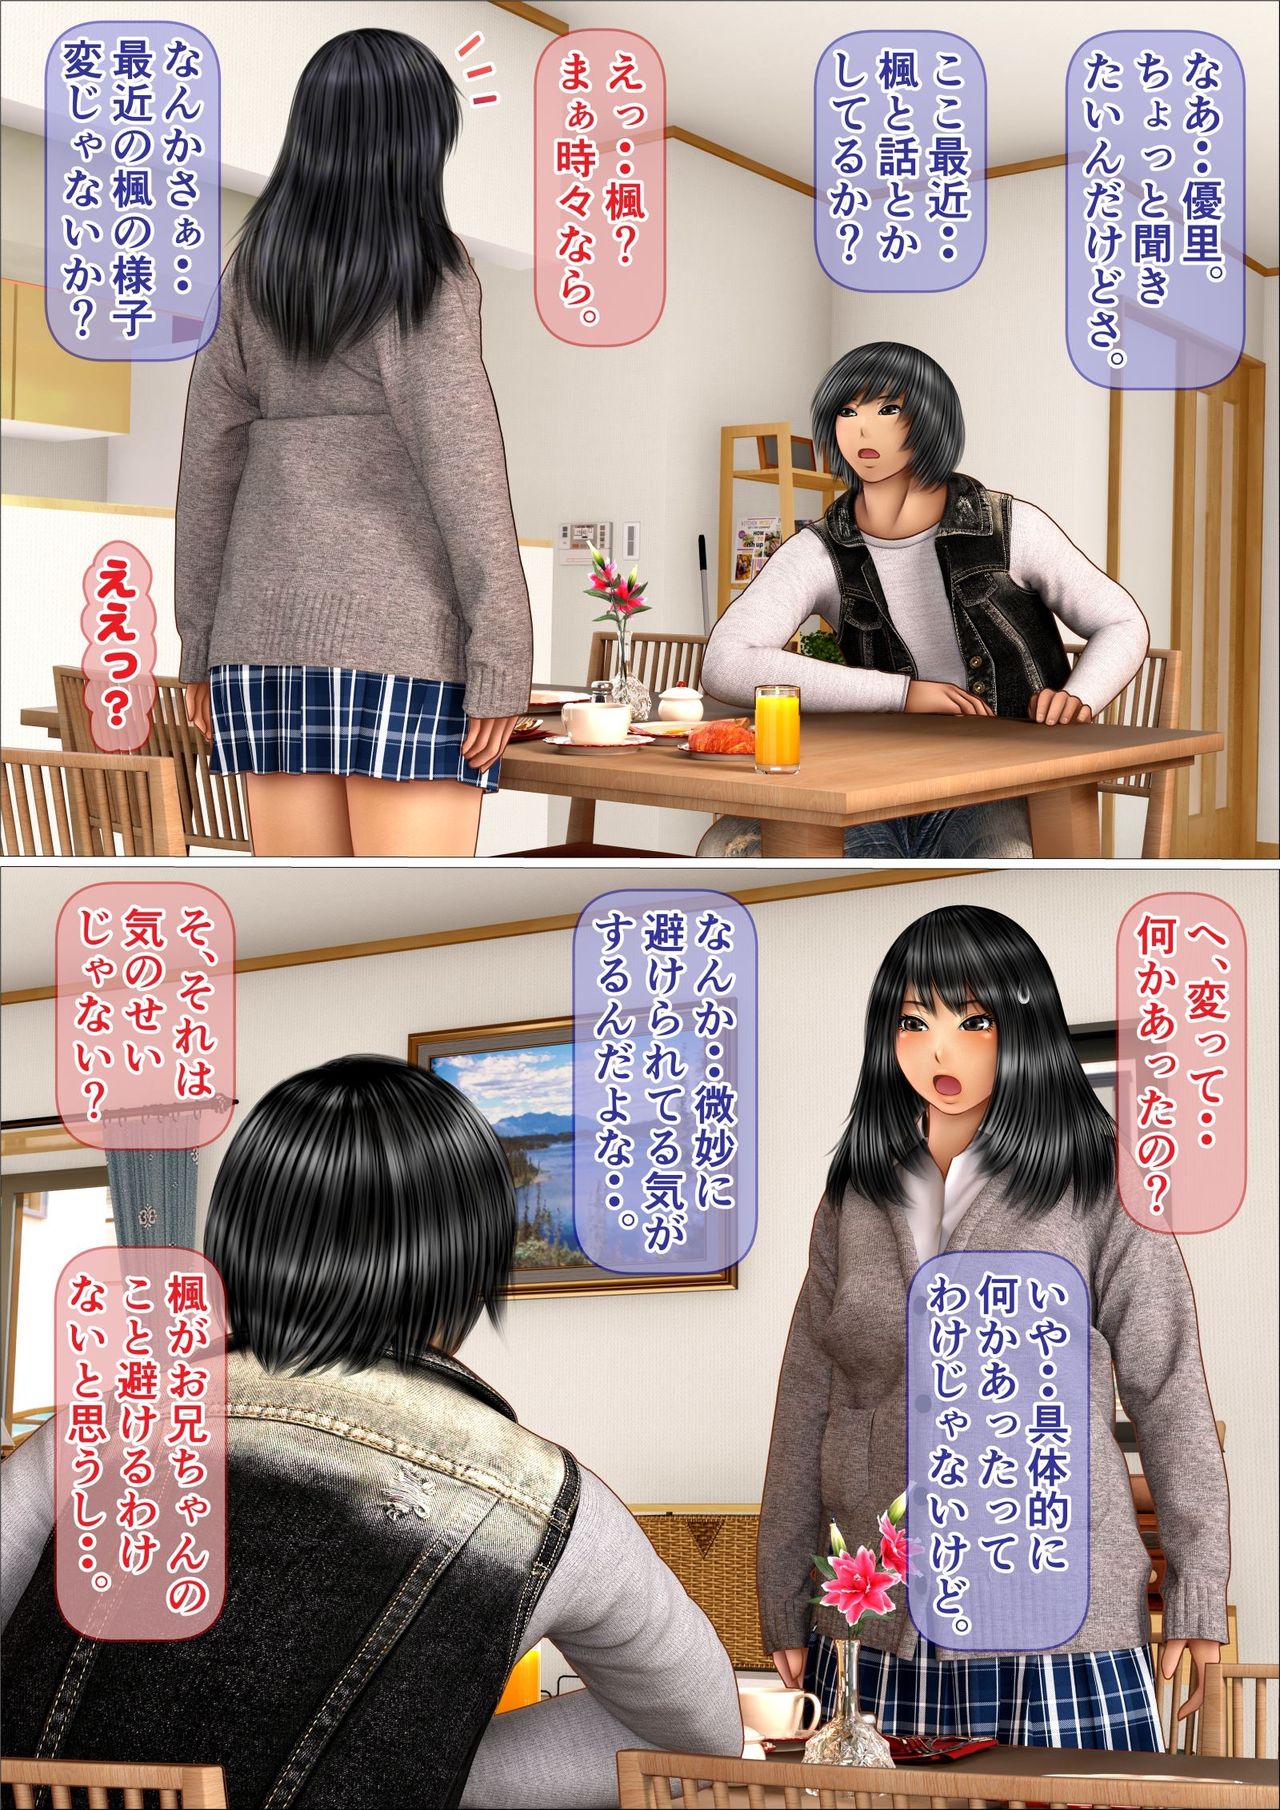 なあ・・優里。
ちょっと聞き
たいんだけどさ。
ここ最近・・
楓と話とか
してるか？
えっ・・楓？
まぁ時々なら。
なんかさぁ・・
最近の楓の様子
変じゃないか？
ええっ？
へ、変って・・
何かあったの？
いや・・具体的に
何かあったって
わけじゃないけど。
なんか・・微妙に
避けられてる気が
するんだよな・・。
そ、それは
気のせい
じゃない？
楓がお兄ちゃんの
こと避けるわけ
ないと思うし・・。